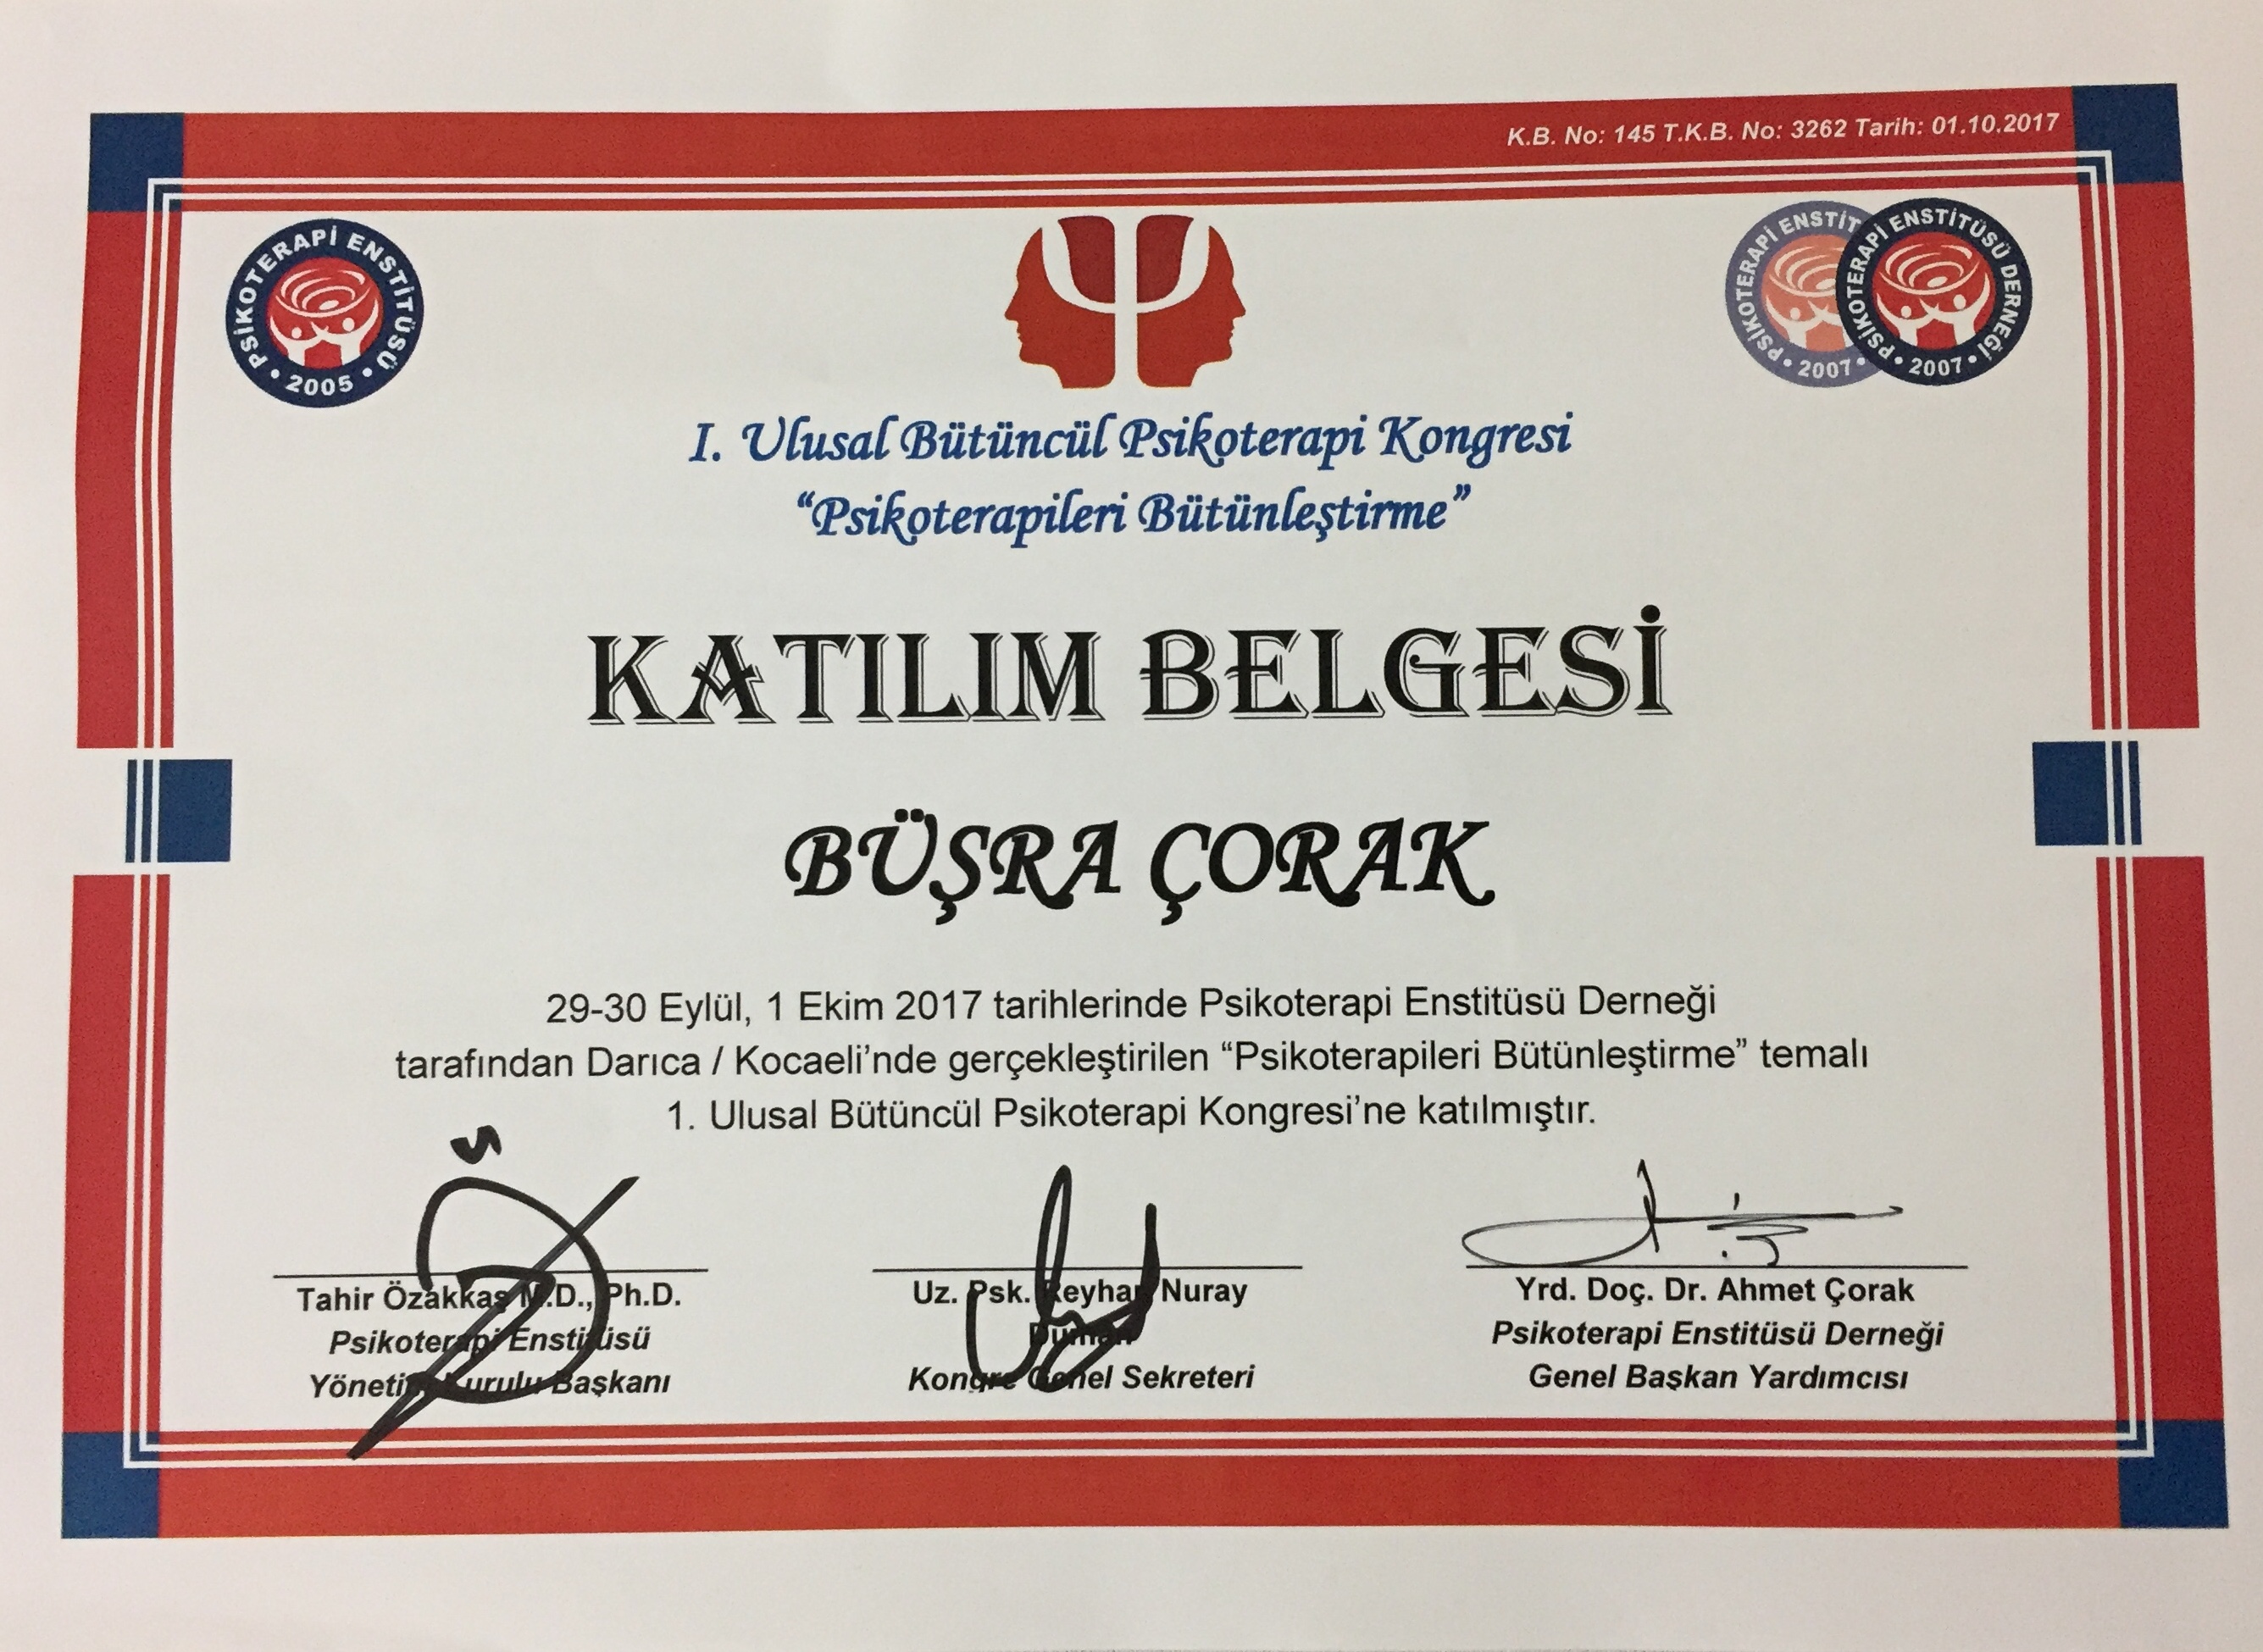 K.B. No: 145 T.K.B. No: 3262 Tarih: 01.10.2017
PSİKOTERAPİ ENSTİTÜSÜ • 2005 •
PSİKOTERAPİ ENSTİT • 2007 •
PSİKOTERAPİ ENSTİTÜSÜ DERNEĞİ • 2007 •
I. Ulusal Bütüncül Psikoterapi Kongresi
“Psikoterapileri Bütünleştirme”
KATILIM BELGESİ
BÜŞRA ÇORAK
29-30 Eylül, 1 Ekim 2017 tarihlerinde Psikoterapi Enstitüsü Derneği
tarafından Darıca / Kocaeli’nde gerçekleştirilen “Psikoterapileri Bütünleştirme” temalı
1. Ulusal Bütüncül Psikoterapi Kongresi’ne katılmıştır.
Tahir Özakkaş M.D., Ph.D.
Psikoterapi Enstitüsü
Yönetim Kurulu Başkanı
Uz. Psk. Reyhan Nuray
Duman
Kongre Genel Sekreteri
Yrd. Doç. Dr. Ahmet Çorak
Psikoterapi Enstitüsü Derneği
Genel Başkan Yardımcısı